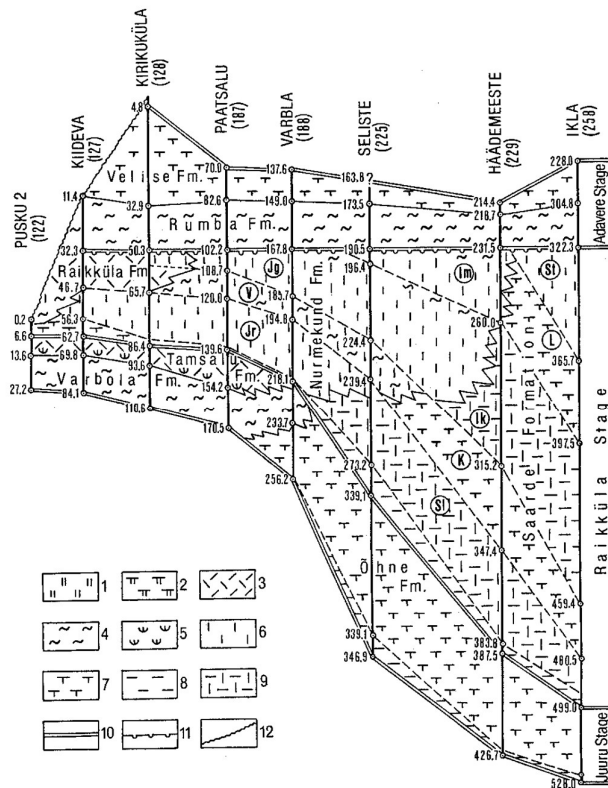 PUSKU 2
(122)
KIIDEVA
(127)
KIRIKUKÜLA
(128)
PAATSALU
(187)
VARBLA
(188)
SELISTE
(225)
HÄÄDEMEESTE
(229)
IKLA
(258)
4.8
70.0
137.6
163.8 ?
214.4
228.0
11.4
32.9
82.6
149.0
173.5
218.7
304.8
Velise Fm.
Rumba Fm.
Adavere Stage
32.3
50.3
102.2
167.8
190.5
231.5
322.3
Raikküla Fm
46.7
65.7
108.7
196.4
Jg
Im
St
V
120.0
185.7
Jr
194.8
Nurmekund Fm.
260.0
L
365.7
0.2
6.6
13.6
27.2
56.3
62.7
69.8
84.1
86.4
93.6
110.6
139.6
154.2
170.5
218.1
233.7
256.2
224.4
239.4
273.2
339.1
Tamsalu Fm.
Varbola Fm.
Saarde Formation
Raikküla Stage
Ik
K
Sl
315.2
397.5
347.4
459.4
480.5
Õhne
Fm.
339.1
346.9
383.8
387.5
499.0
426.7
528.0
Juuru Stage
1
2
3
4
5
6
7
8
9
10
11
12